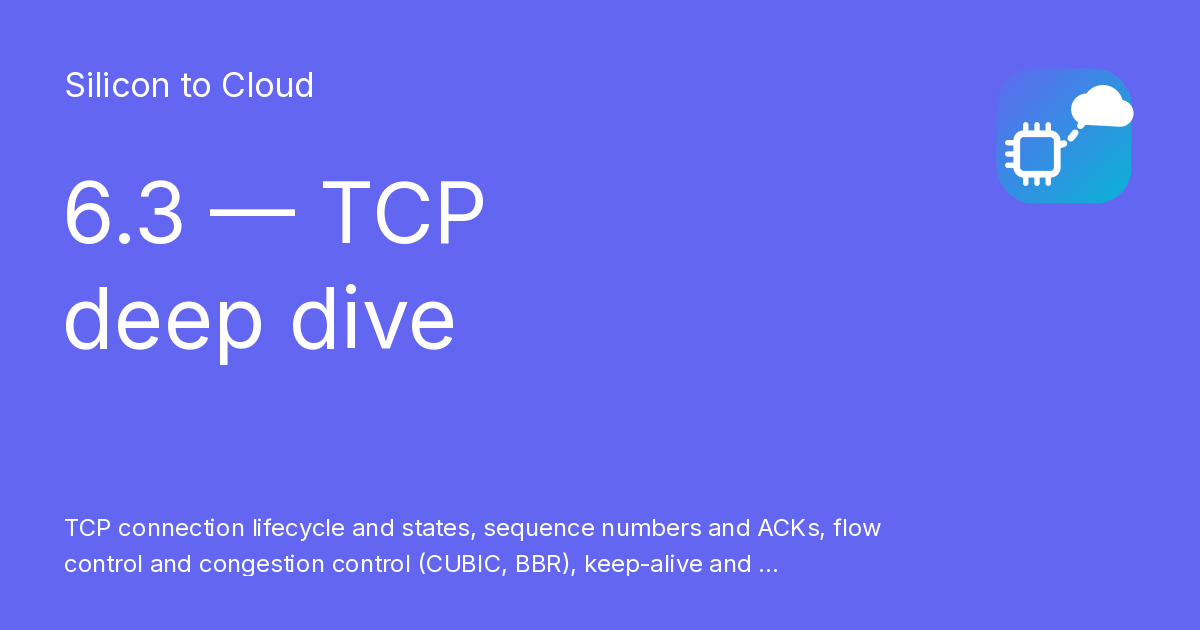 Silicon to Cloud
6.3 — TCP
deep dive
TCP connection lifecycle and states, sequence numbers and ACKs, flow
control and congestion control (CUBIC, BBR), keep-alive and ...